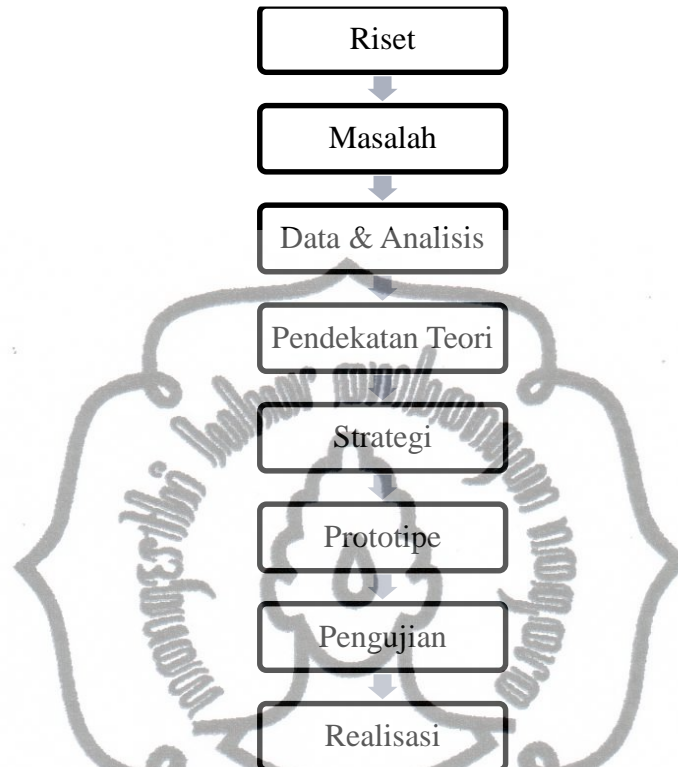 Riset
Masalah
Data & Analisis
Pendekatan Teori
Strategi
Prototipe
Pengujian
Realisasi